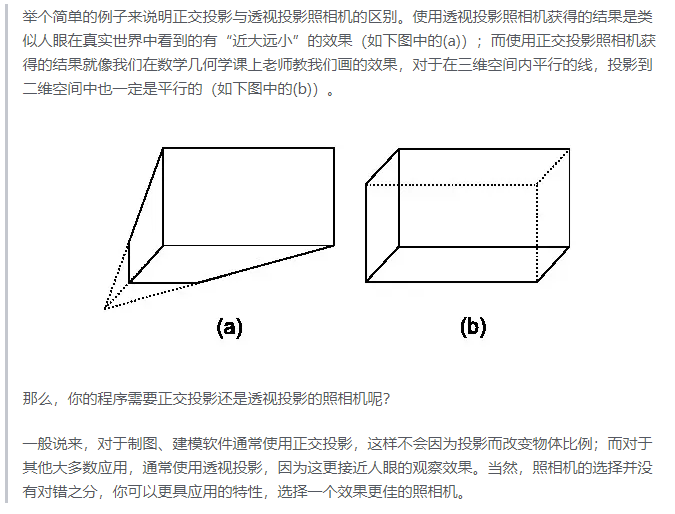 举个简单的例子来说明正交投影与透视投影照相机的区别。使用透视投影照相机获得的结果是类
似人眼在真实世界中看到的有“近大远小”的效果（如下图中的(a)）；而使用正交投影照相机获
得的结果就像我们在数学几何学课上老师教我们画的效果，对于在三维空间内平行的线，投影到
二维空间中也一定是平行的（如下图中的(b)）。
(a) (b)
那么，你的程序需要正交投影还是透视投影的照相机呢？
一般说来，对于制图、建模软件通常使用正交投影，这样不会因为投影而改变物体比例；而对于
其他大多数应用，通常使用透视投影，因为这更接近人眼的观察效果。当然，照相机的选择并没
有对错之分，你可以更具应用的特性，选择一个效果更佳的照相机。